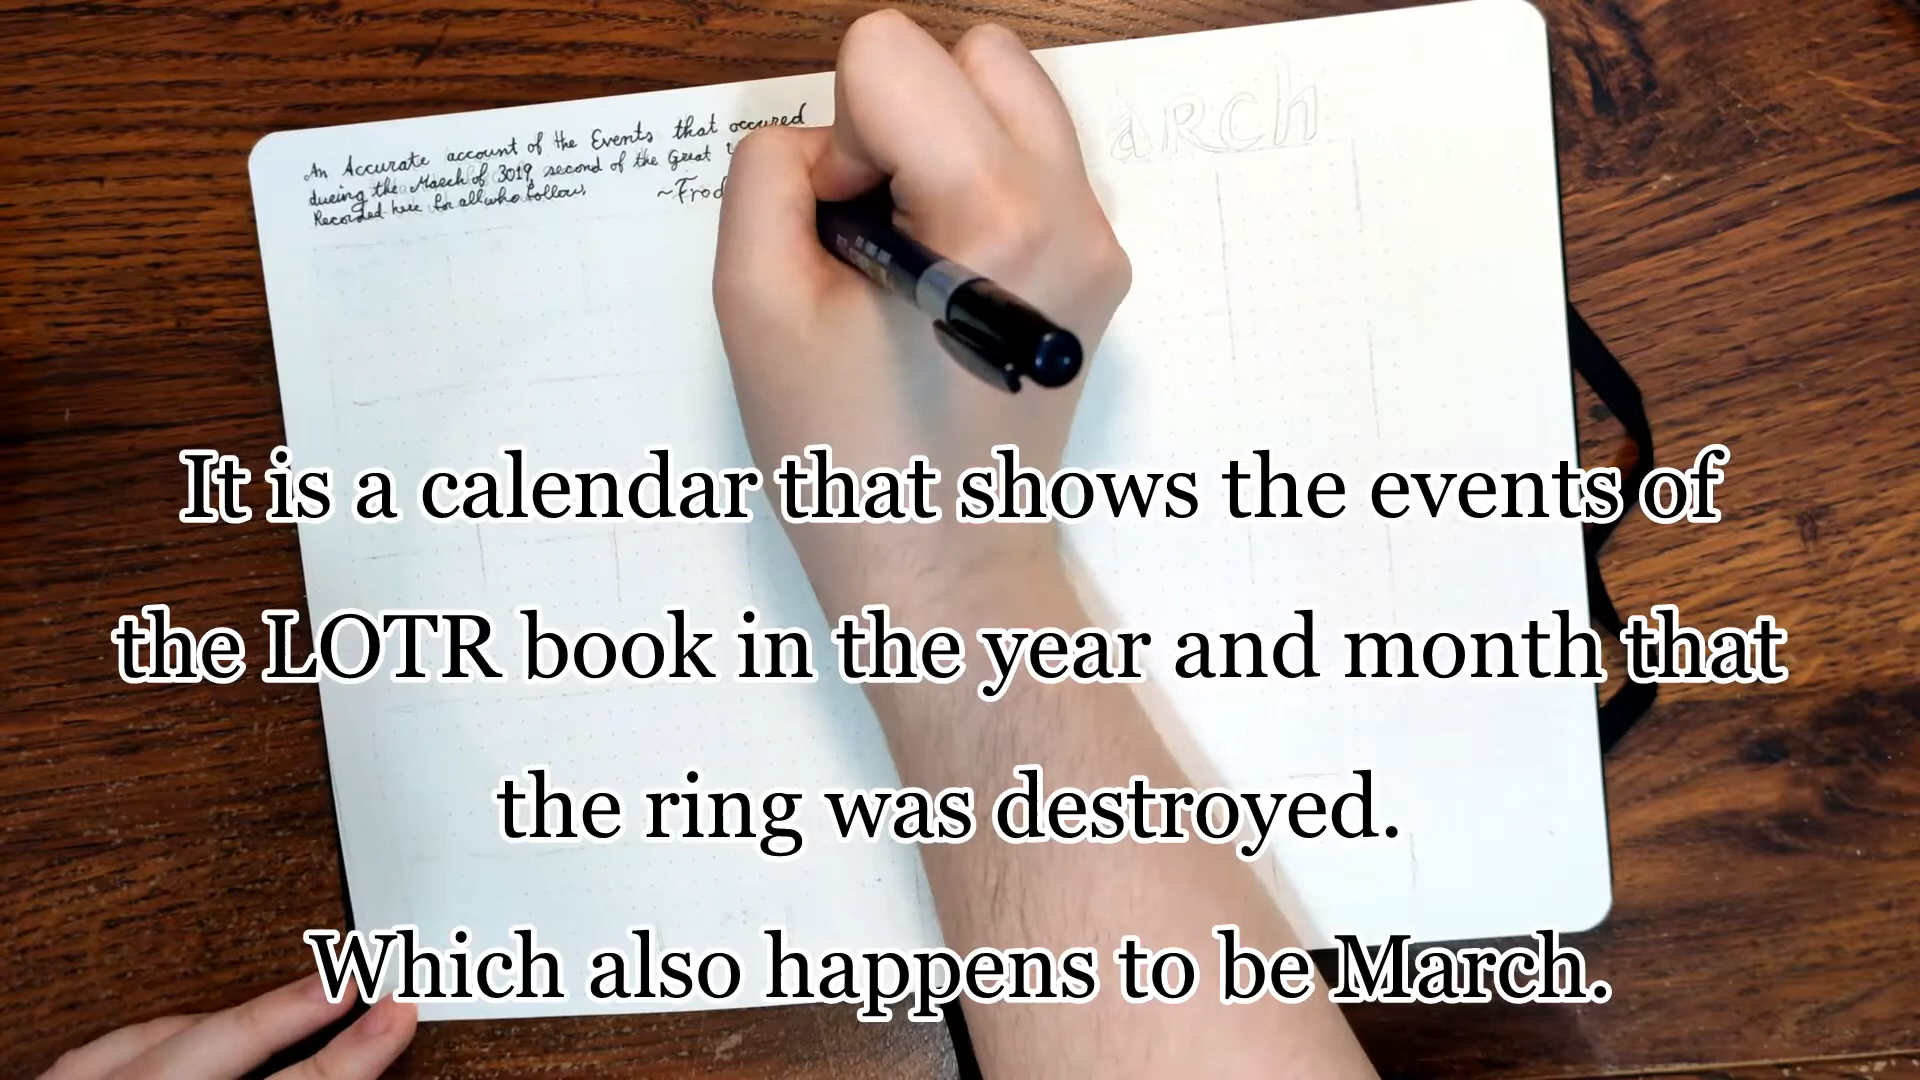 An Accurate account of the Events that occured
dueing the March of 3019, second of the Great
Recorded here for all who follow,
~Frod
arch
It is a calendar that shows the events of
the LOTR book in the year and month that
the ring was destroyed.
Which also happens to be March.